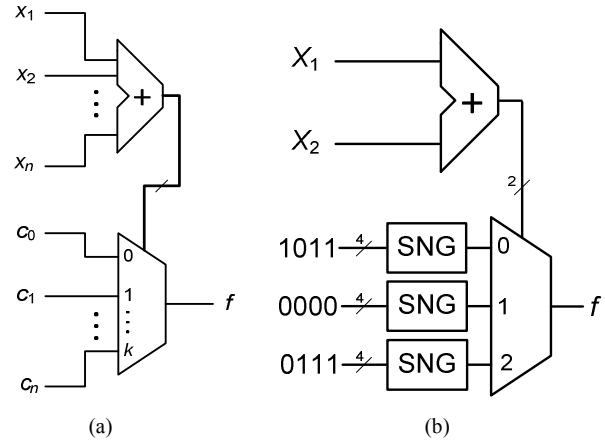 x1
x2
+
xn
c0
0
c1
1
k
cn
f
(a)
X1
X2
+
2
1011
4
SNG
0
0000
4
SNG
1
f
0111
4
SNG
2
(b)